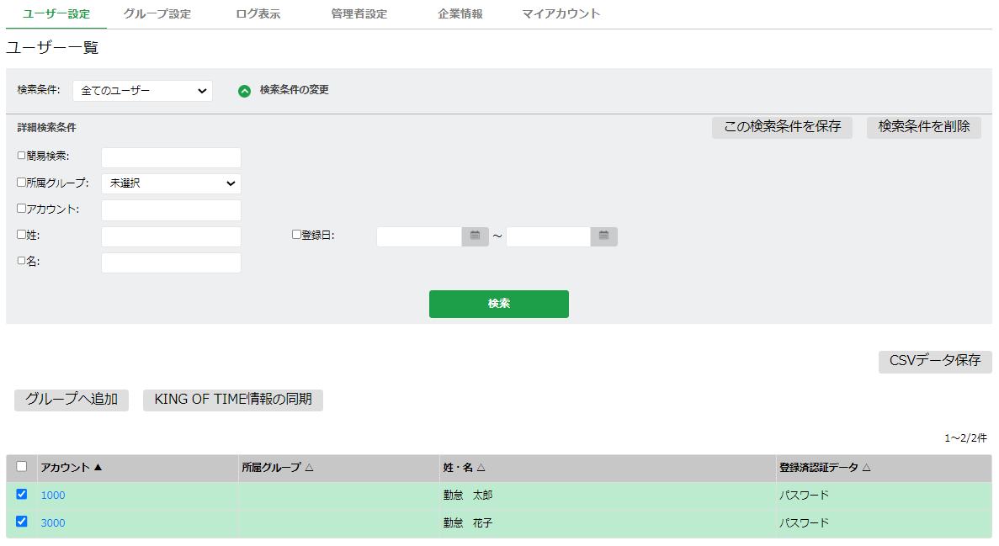 ユーザー設定 グループ設定 ログ表示 管理者設定 企業情報 マイアカウント
ユーザー一覧
検索条件: 全てのユーザー 検索条件の変更
詳細検索条件 この検索条件を保存 検索条件を削除
簡易検索:
所属グループ: 未選択
アカウント:
姓: 登録日: ～
名:
検索
CSVデータ保存
グループへ追加 KING OF TIME情報の同期
1～2/2件
アカウント ▲ 所属グループ △ 姓・名 △ 登録済認証データ △
1000 勤怠　太郎 パスワード
3000 勤怠　花子 パスワード